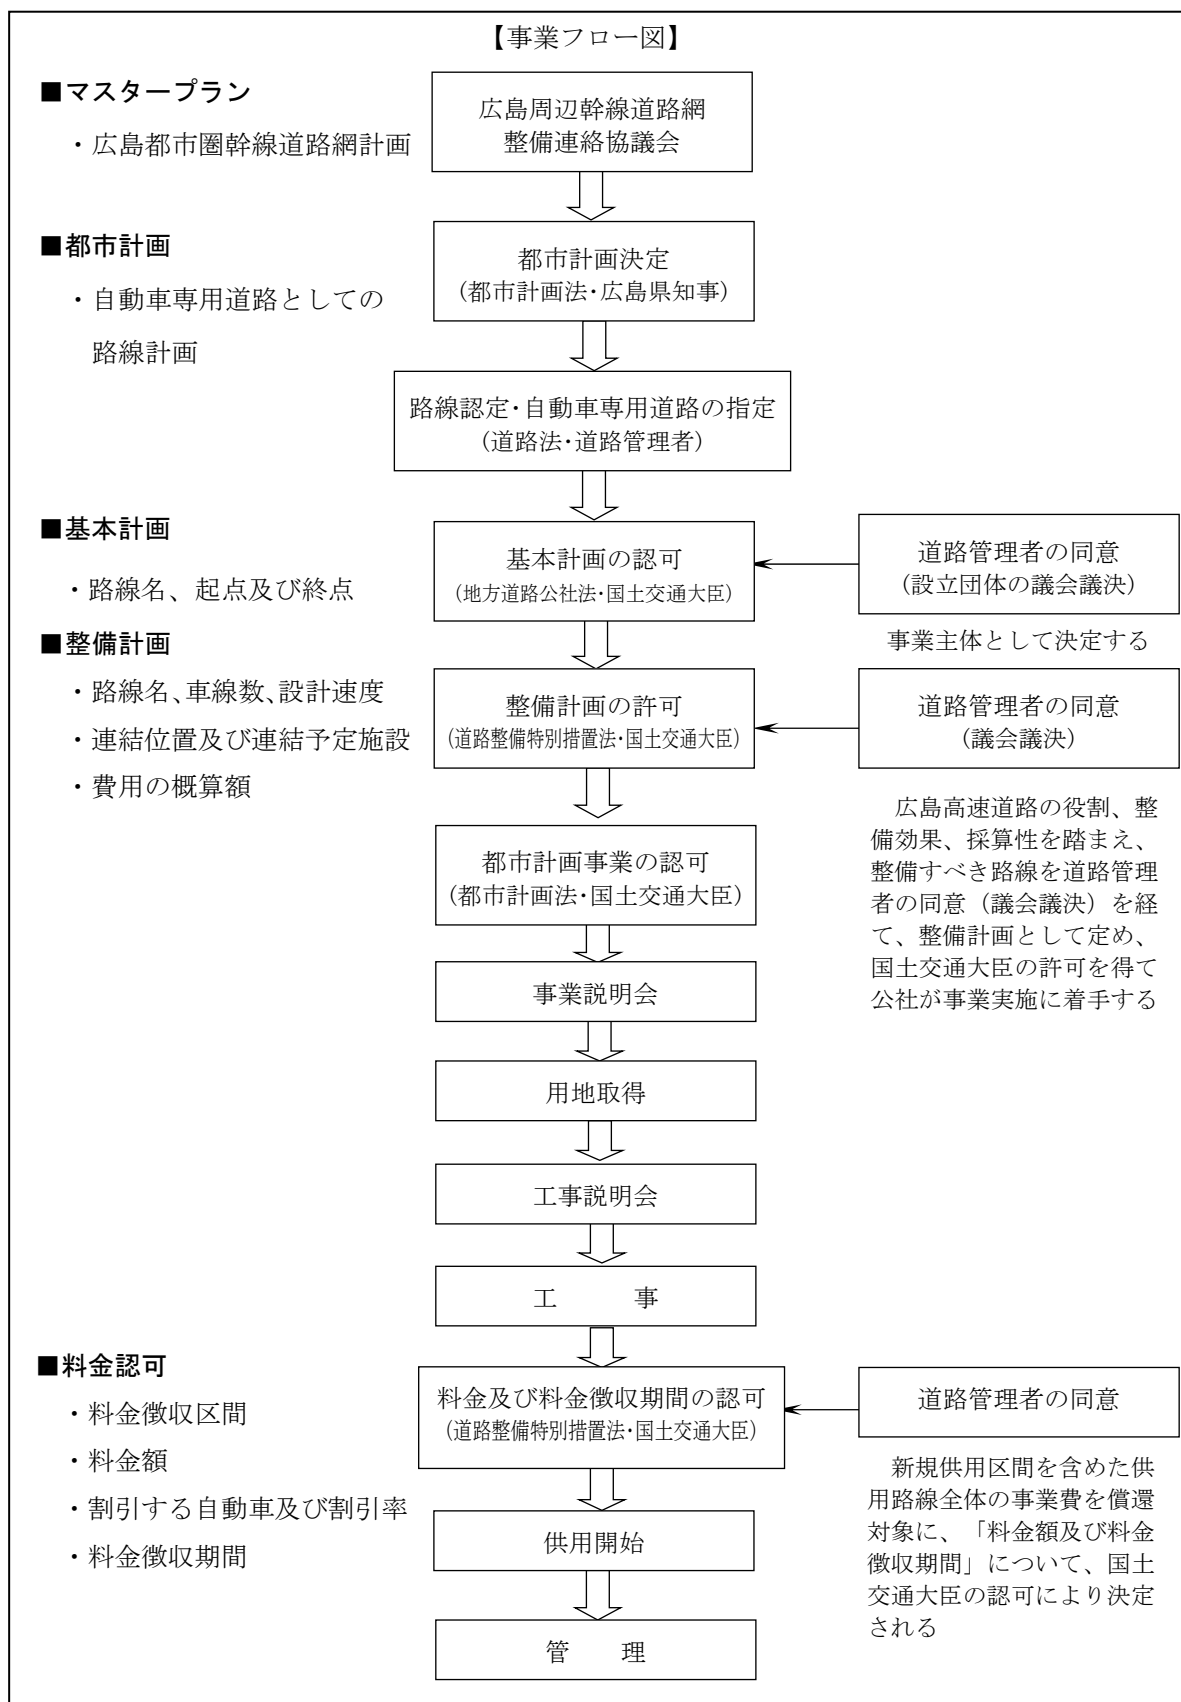 【事業フロー図】
■マスタープラン
・広島都市圏幹線道路網計画
広島周辺幹線道路網
整備連絡協議会
■都市計画
・自動車専用道路としての
路線計画
都市計画決定
(都市計画法・広島県知事)
路線認定・自動車専用道路の指定
(道路法・道路管理者)
■基本計画
・路線名、起点及び終点
基本計画の認可
(地方道路公社法・国土交通大臣)
道路管理者の同意
(設立団体の議会議決)
事業主体として決定する
■整備計画
・路線名、車線数、設計速度
・連結位置及び連結予定施設
・費用の概算額
整備計画の許可
(道路整備特別措置法・国土交通大臣)
道路管理者の同意
(議会議決)
広島高速道路の役割、整
備効果、採算性を踏まえ、
整備すべき路線を道路管理
者の同意（議会議決）を経
て、整備計画として定め、
国土交通大臣の許可を得て
公社が事業実施に着手する
都市計画事業の認可
(都市計画法・国土交通大臣)
事業説明会
用地取得
工事説明会
工　　事
■料金認可
・料金徴収区間
・料金額
・割引する自動車及び割引率
・料金徴収期間
料金及び料金徴収期間の認可
(道路整備特別措置法・国土交通大臣)
道路管理者の同意
新規供用区間を含めた供
用路線全体の事業費を償還
対象に、「料金額及び料金
徴収期間」について、国土
交通大臣の認可により決定
される
供用開始
管　理